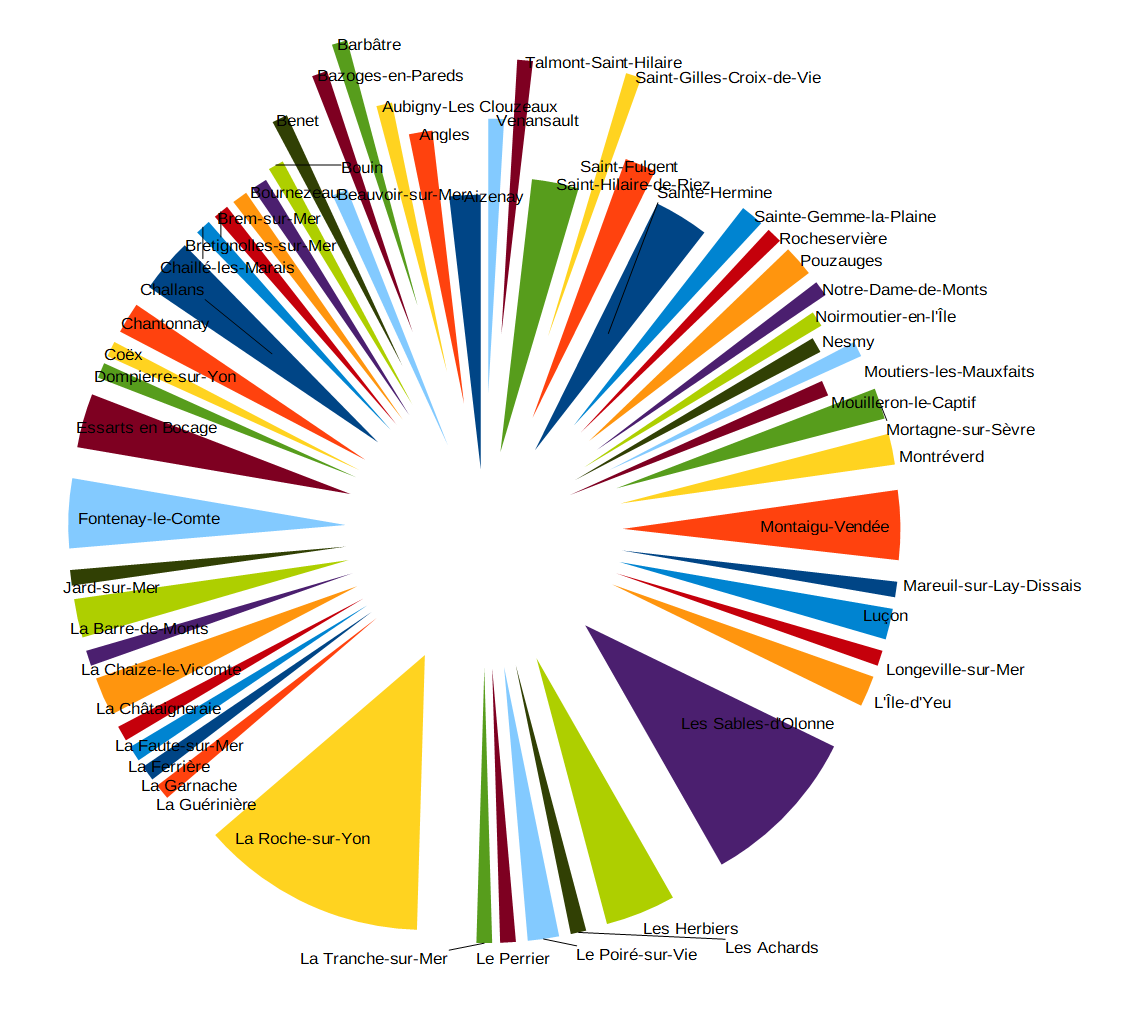 Barbâtre
Talmont-Saint-Hilaire
Bazoges-en-Pareds
Saint-Gilles-Croix-de-Vie
Aubigny-Les Clouzeaux
Benet
Venansault
Angles
Bouin
Saint-Fulgent
Saint-Hilaire-de-Riez
Bournezeau
Beauvoir-sur-Mer
Aizenay
Sainte-Hermine
Brem-sur-Mer
Sainte-Gemme-la-Plaine
Bretignolles-sur-Mer
Rocheservière
Chaillé-les-Marais
Pouzauges
Challans
Notre-Dame-de-Monts
Chantonnay
Noirmoutier-en-l'Île
Nesmy
Coëx
Moutiers-les-Mauxfaits
Dompierre-sur-Yon
Mouilleron-le-Captif
Essarts en Bocage
Mortagne-sur-Sèvre
Montréverd
Fontenay-le-Comte
Montaigu-Vendée
Jard-sur-Mer
Mareuil-sur-Lay-Dissais
Luçon
La Barre-de-Monts
La Chaize-le-Vicomte
Longeville-sur-Mer
L'Île-d'Yeu
La Châtaigneraie
Les Sables-d'Olonne
La Faute-sur-Mer
La Ferrière
La Garnache
La Guérinière
La Roche-sur-Yon
Les Herbiers
Les Achards
Le Poiré-sur-Vie
La Tranche-sur-Mer
Le Perrier